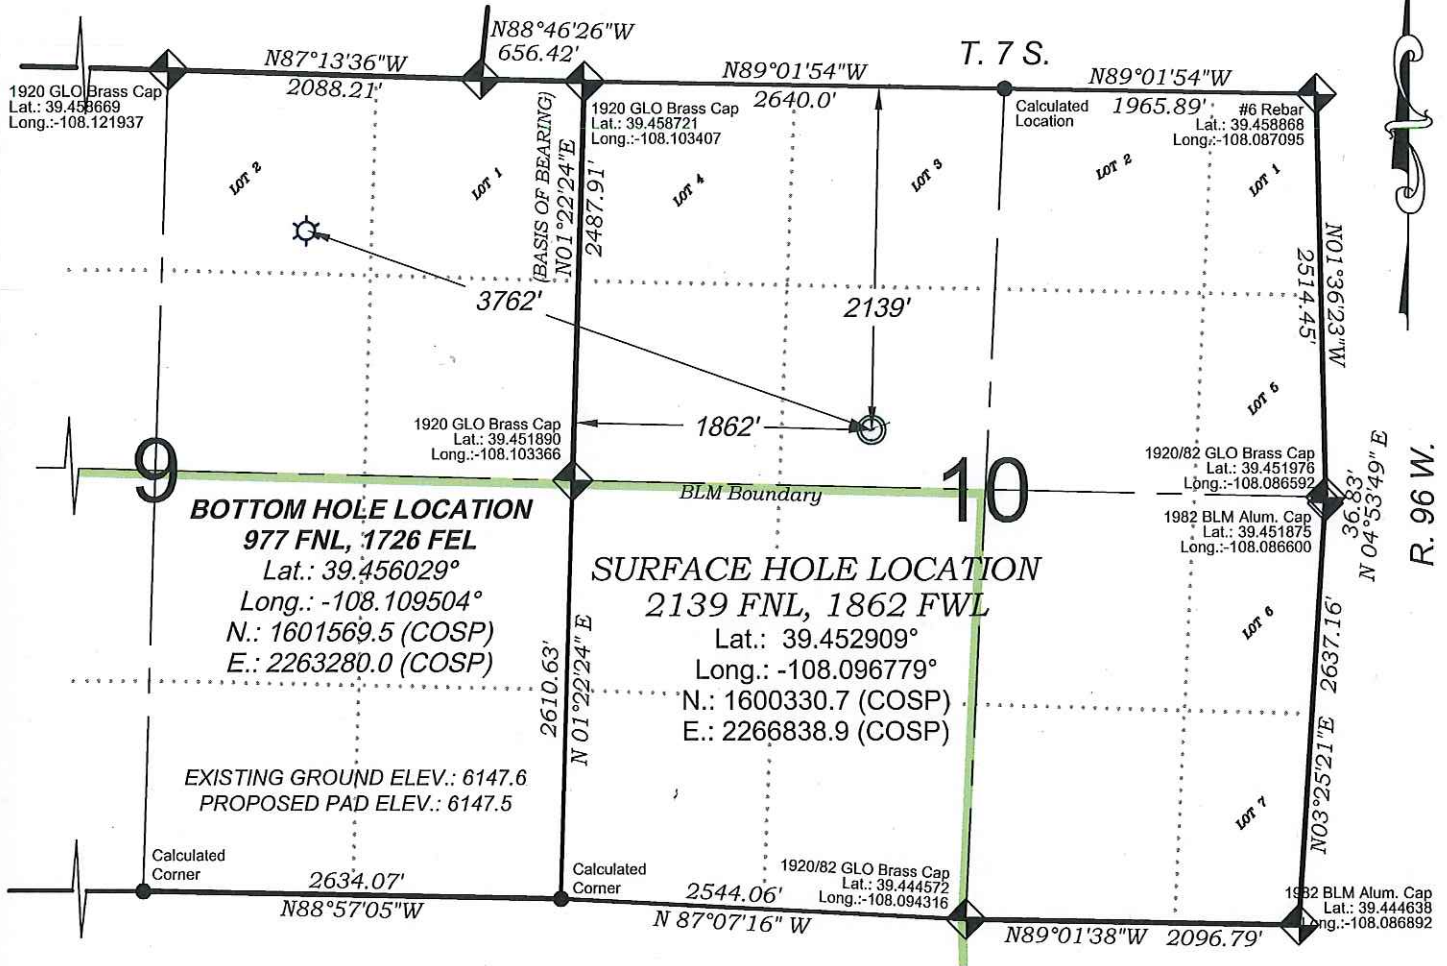 N88°46'26"W
656.42'
N87°13'36"W
2088.21'
T. 7 S.
N89°01'54"W
2640.0'
N89°01'54"W
1965.89'
1920 GLO Brass Cap
Lat.: 39.458669
Long.:-108.121937
1920 GLO Brass Cap
Lat.: 39.458721
Long.:-108.103407
Calculated
Location
#6 Rebar
Lat.: 39.458868
Long.:-108.087095
LOT 2
LOT 1
LOT 4
LOT 3
LOT 2
LOT 1
(BASIS OF BEARING)
N01°22'24"E
2487.91'
N01°36'23"W
2514.45'
3762'
2139'
1862'
LOT 5
1920 GLO Brass Cap
Lat.: 39.451890
Long.:-108.103366
1920/82 GLO Brass Cap
Lat.: 39.451976
Long.:-108.086592
9
10
BLM Boundary
1982 BLM Alum. Cap
Lat.: 39.451875
Long.:-108.086600
36.83'
N 04°53'49" E
R. 96 W.
BOTTOM HOLE LOCATION
977 FNL, 1726 FEL
Lat.: 39.456029°
Long.: -108.109504°
N.: 1601569.5 (COSP)
E.: 2263280.0 (COSP)
SURFACE HOLE LOCATION
2139 FNL, 1862 FWL
Lat.: 39.452909°
Long.: -108.096779°
N.: 1600330.7 (COSP)
E.: 2266838.9 (COSP)
LOT 6
2610.63'
N 01°22'24" E
2637.16'
N03°25'21"E
EXISTING GROUND ELEV.: 6147.6
PROPOSED PAD ELEV.: 6147.5
LOT 7
Calculated
Corner
2634.07'
N88°57'05"W
Calculated
Corner
2544.06'
N 87°07'16" W
1920/82 GLO Brass Cap
Lat.: 39.444572
Long.:-108.094316
N89°01'38"W 2096.79'
1982 BLM Alum. Cap
Lat.: 39.444638
Long.:-108.086892